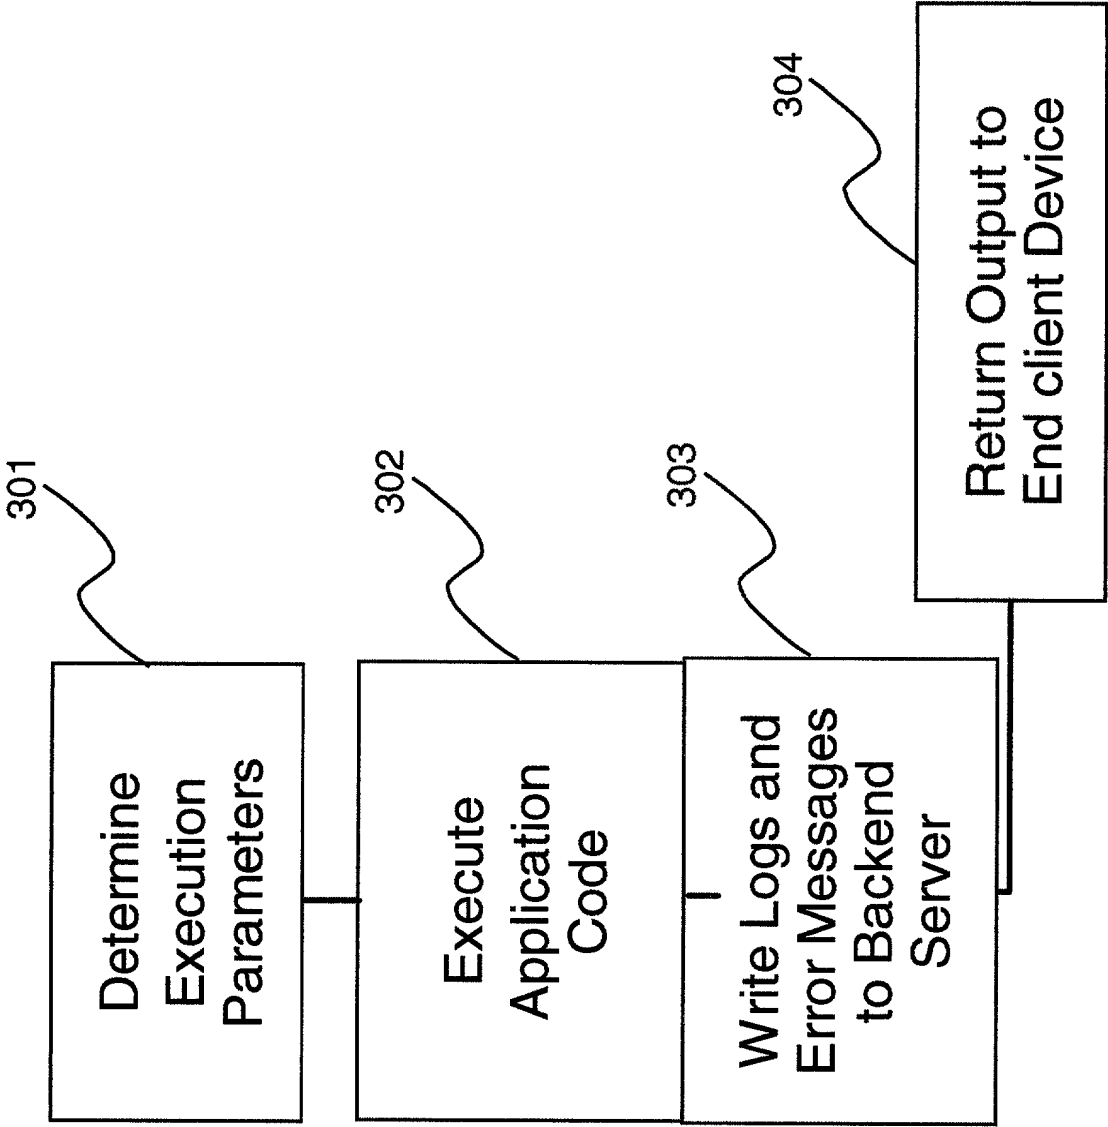 301
Determine
Execution
Parameters
302
Execute
Application
Code
303
Write Logs and
Error Messages
to Backend
Server
304
Return Output to
End client Device